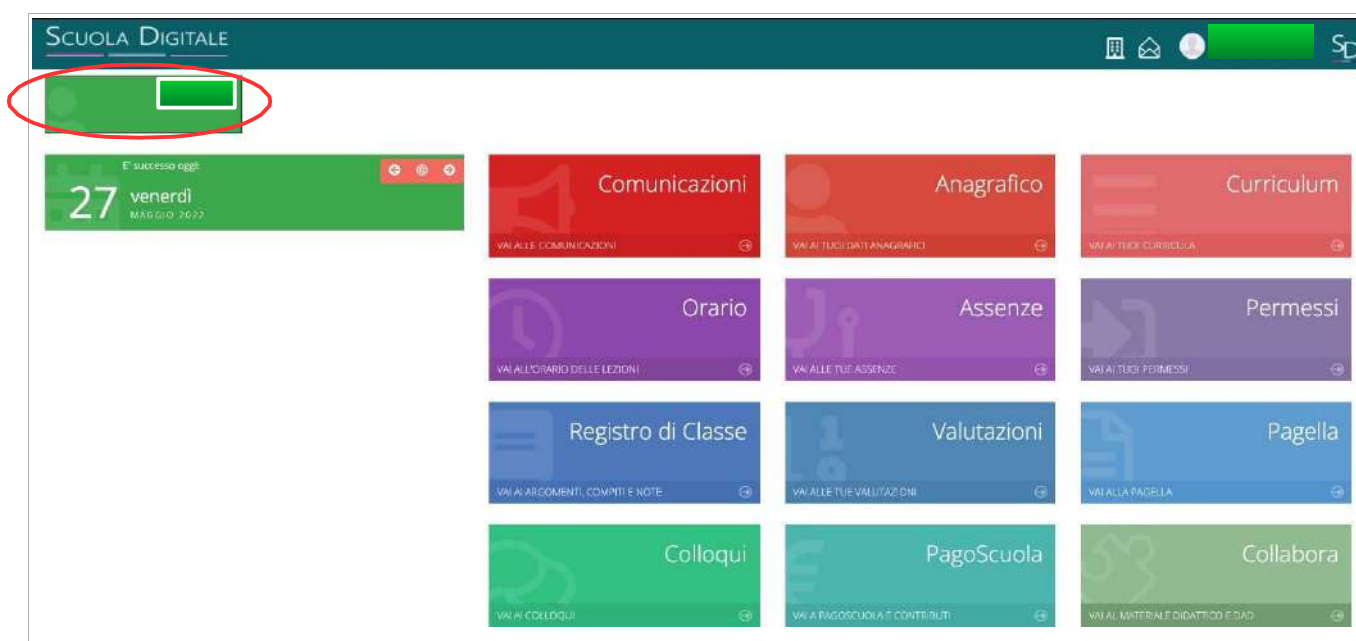 SCUOLA DIGITALE
SD
E' successo oggi:
27 venerdì
MAGGIO 2022
Comunicazioni
VAI ALLE COMUNICAZIONI
Anagrafico
VAI AI TUOI DATI ANAGRAFICI
Curriculum
VAI AI TUOI CURRICULA
Orario
VAI ALL'ORARIO DELLE LEZIONI
Assenze
VAI ALLE TUE ASSENZE
Permessi
VAI AI TUOI PERMESSI
Registro di Classe
VAI AI ARGOMENTI, COMPITI E NOTE
Valutazioni
VAI ALLE TUE VALUTAZIONI
Pagella
VAI ALLA PAGELLA
Colloqui
VAI AI COLLOQUI
PagoScuola
VAI A PAGOSCUOLA E CONTRIBUTI
Collabora
VAI AL MATERIALE DIDATTICO E DAD